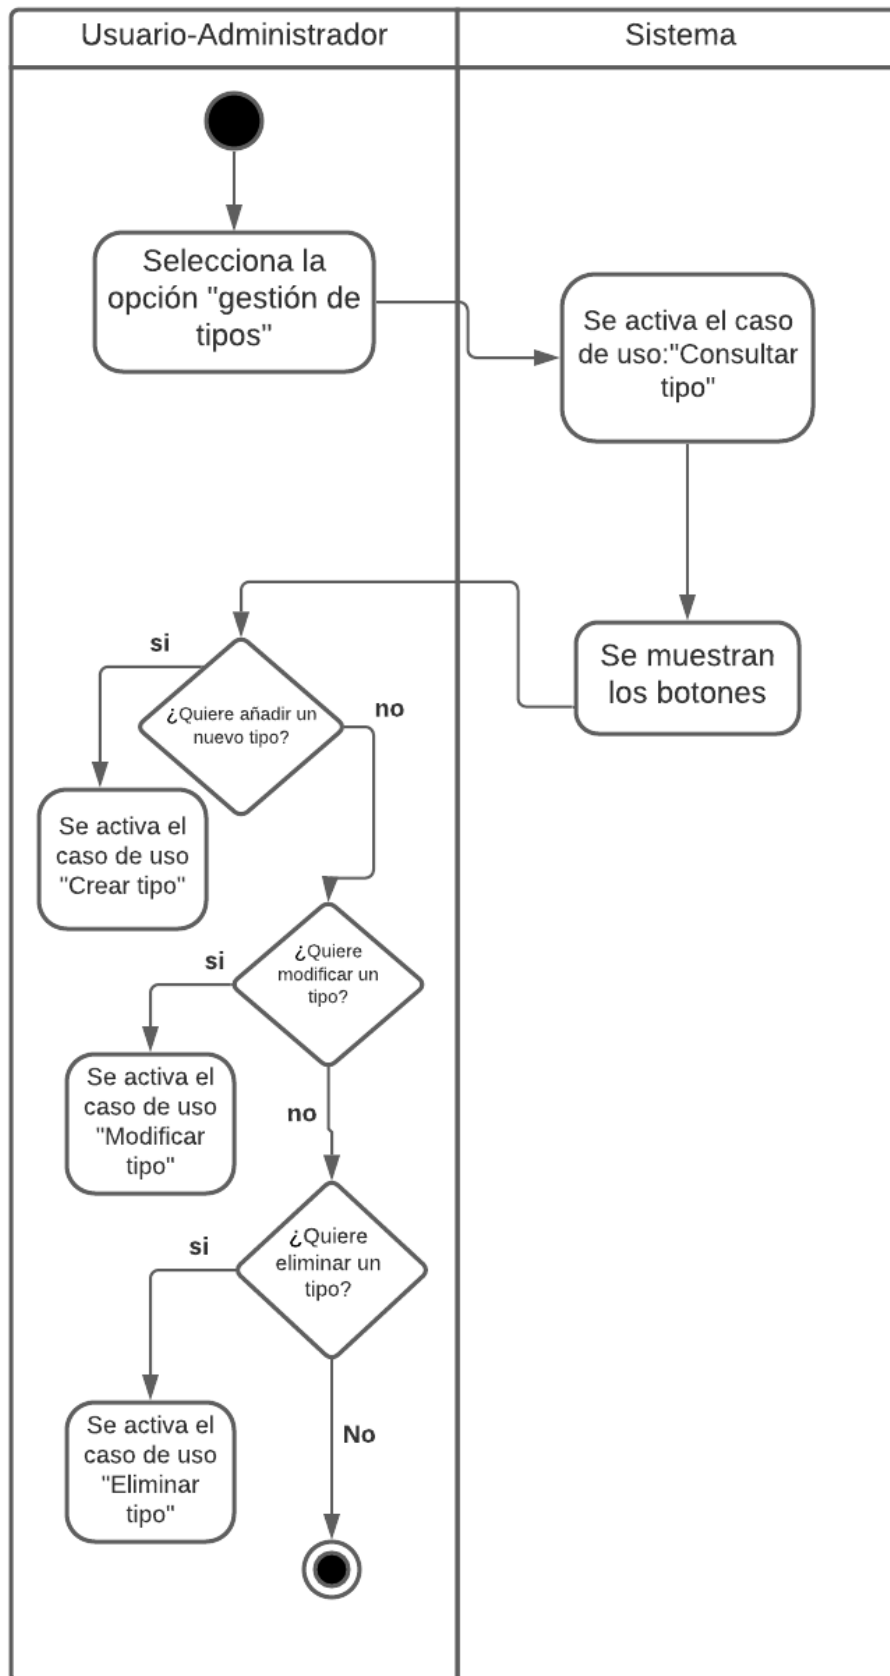 Usuario-Administrador
Sistema
Selecciona la
opción "gestión de
tipos"
Se activa el caso
de uso:"Consultar
tipo"
Se muestran
los botones
si
¿Quiere añadir un
nuevo tipo?
no
Se activa el
caso de uso
"Crear tipo"
si
¿Quiere
modificar un
tipo?
Se activa el
caso de uso
"Modificar
tipo"
no
si
¿Quiere
eliminar un
tipo?
Se activa el
caso de uso
"Eliminar
tipo"
No